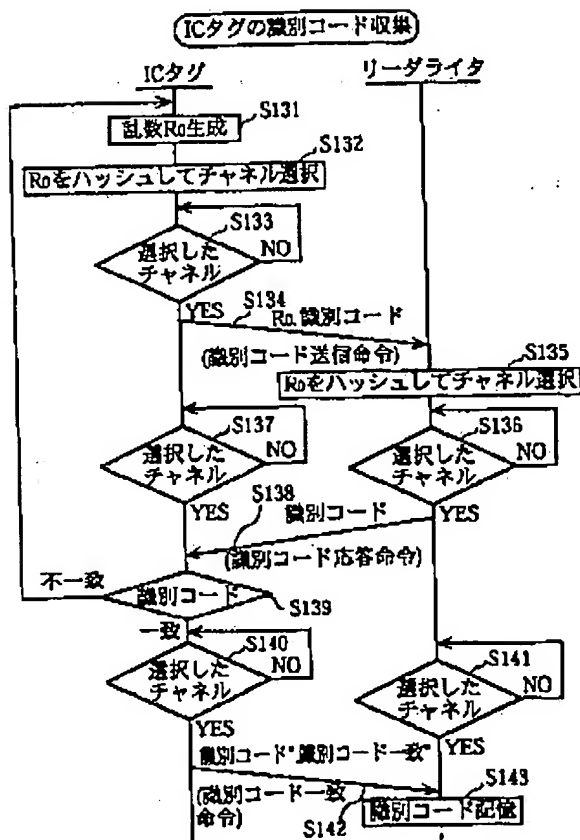 ICタグの識別コード収集
ICタグ
リーダライタ
S131
乱数R0生成
S132
R0をハッシュしてチャネル選択
S133
選択した
チャネル
NO
YES
S134
R0,識別コード
(識別コード送信命令)
S135
R0をハッシュしてチャネル選択
S137
選択した
チャネル
NO
YES
S136
選択した
チャネル
NO
YES
S138
識別コード
(識別コード応答命令)
不一致
識別コード
S139
一致
S140
選択した
チャネル
NO
YES
S141
選択した
チャネル
NO
YES
識別コード"識別コード一致"
(識別コード一致
命令)
S142
S143
識別コード記憶